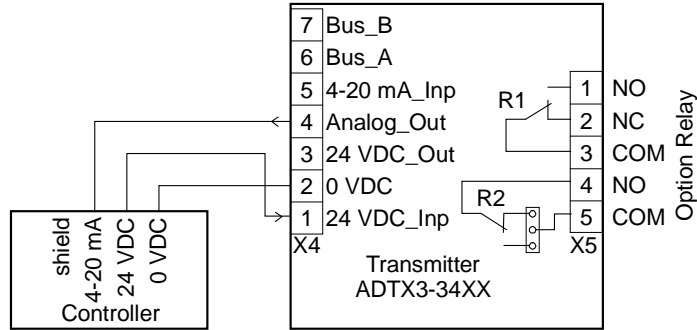 7 Bus_B
6 Bus_A
5 4-20 mA_Inp
4 Analog_Out
3 24 VDC_Out
2 0 VDC
1 24 VDC_Inp
X4
R1
1 NO
2 NC
3 COM
4 NO
5 COM
R2
X5
Option Relay
Transmitter
ADTX3-34XX
shield
4-20 mA
24 VDC
0 VDC
Controller